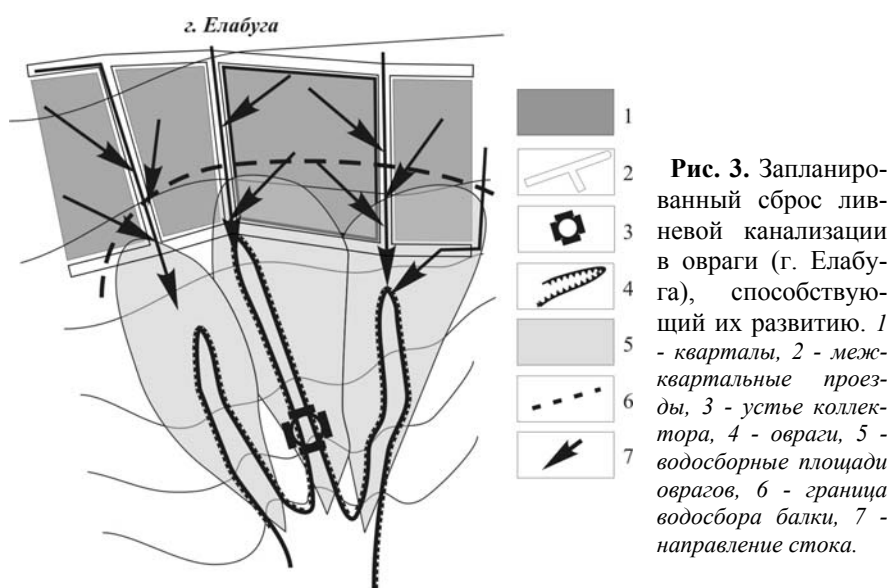 г. Елабуга
1
2
3
4
5
6
7
Рис. 3. Запланиро-
ванный сброс лив-
невой канализации
в овраги (г. Елабу-
га), способствую-
щий их развитию. 1
- кварталы, 2 - меж-
квартальные проез-
ды, 3 - устье коллек-
тора, 4 - овраги, 5 -
водосборные площади
оврагов, 6 - граница
водосбора балки, 7 -
направление стока.